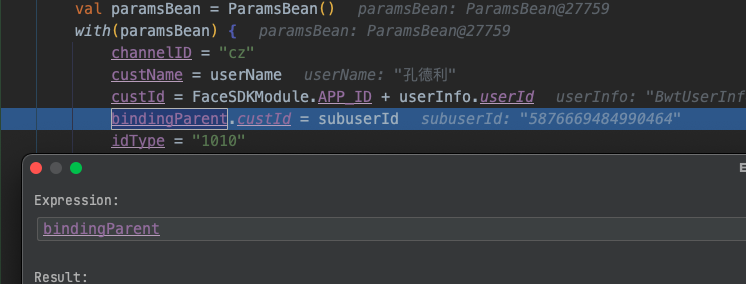 val paramsBean = ParamsBean() paramsBean: ParamsBean@27759
with(paramsBean) { paramsBean: ParamsBean@27759
channelID = "cz"
custName = userName userName: "孔德利"
custId = FaceSDKModule.APP_ID + userInfo.userId userInfo: "BwtUserInf
bindingParent.custId = subuserId subuserId: "5876669484990464"
idType = "1010"
Expression:
bindingParent
Result: